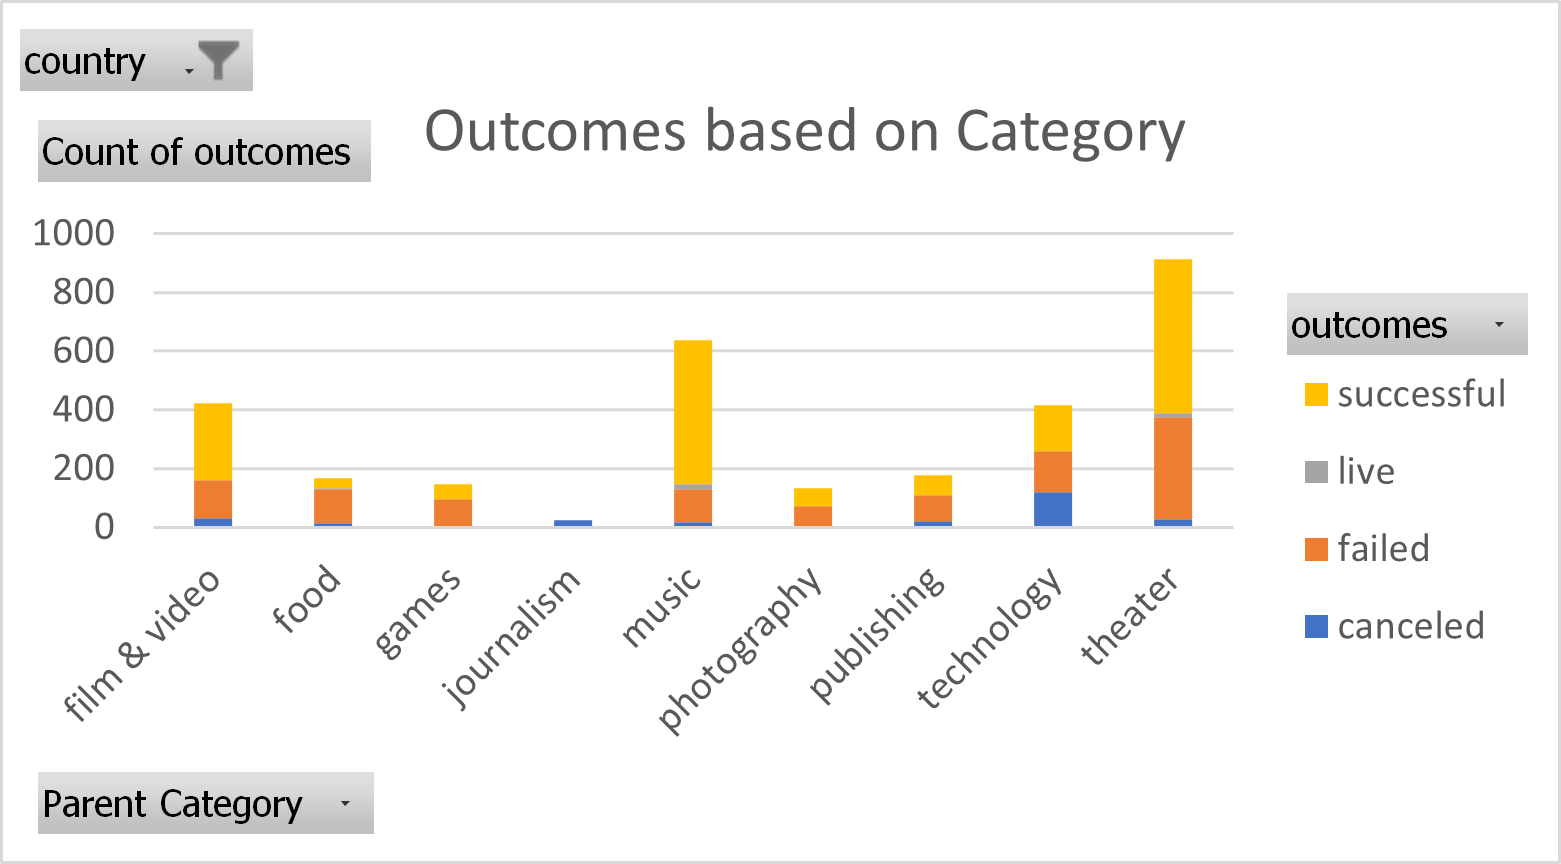 country
Count of outcomes
Outcomes based on Category
1000
800
600
400
200
0
film & video
food
games
journalism
music
photography
publishing
technology
theater
outcomes
successful
live
failed
canceled
Parent Category